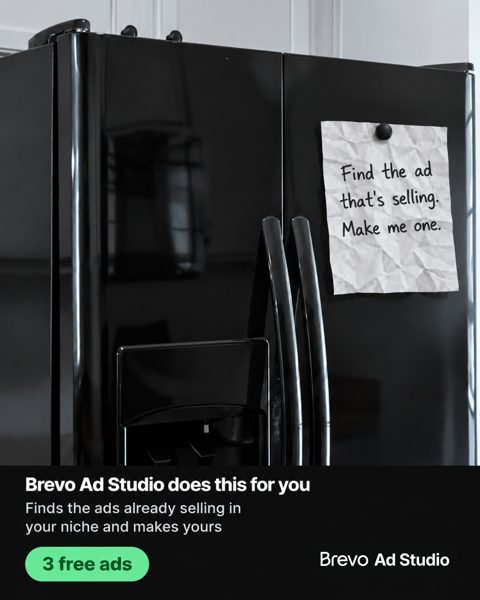 Find the ad
that's selling.
Make me one.
Brevo Ad Studio does this for you
Finds the ads already selling in
your niche and makes yours
3 free ads
Brevo Ad Studio